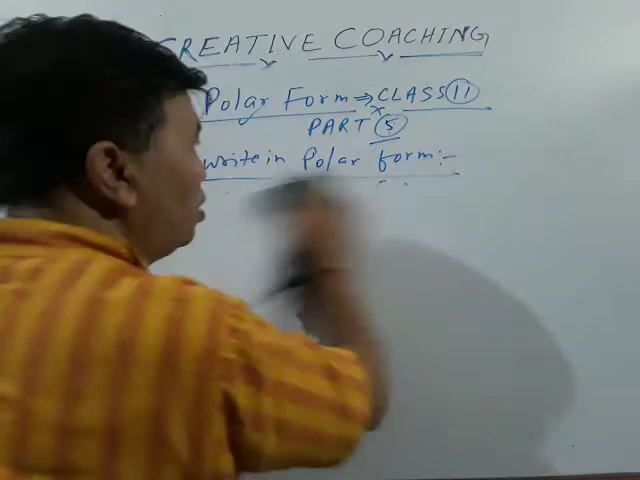 CREATIVE COACHING
Polar Form ⇒ CLASS 11
PART 5
write in Polar form:-